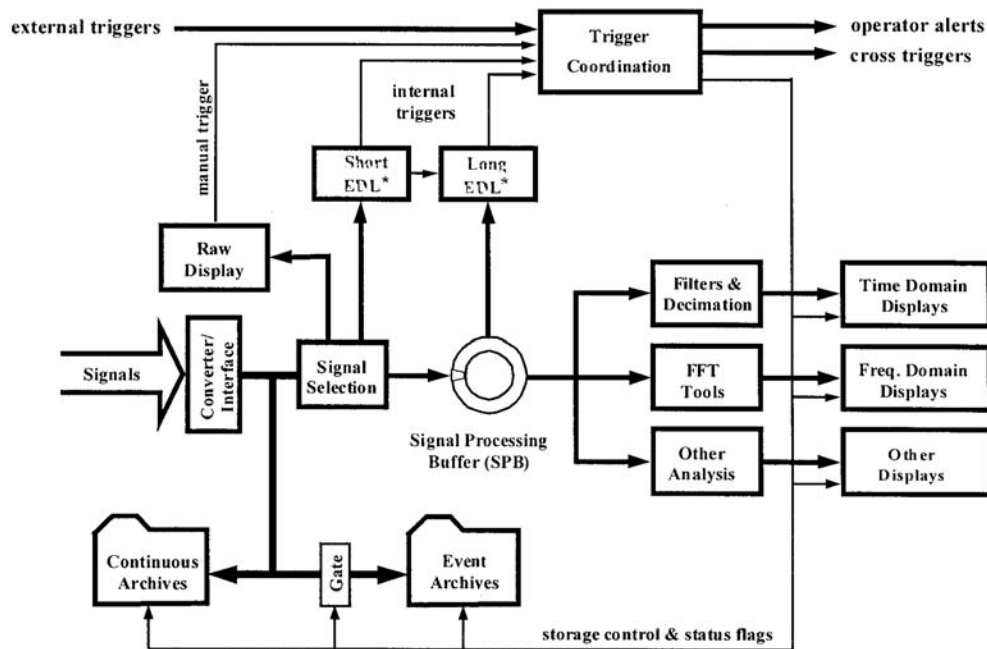 external triggers
Trigger
Coordination
operator alerts
cross triggers
manual trigger
internal
triggers
Short
EDL*
Long
EDL*
Raw
Display
Filters &
Decimation
Time Domain
Displays
Signals
Converter/
Interface
Signal
Selection
FFT
Tools
Freq. Domain
Displays
Signal Processing
Buffer (SPB)
Other
Analysis
Other
Displays
Continuous
Archives
Gate
Event
Archives
storage control & status flags